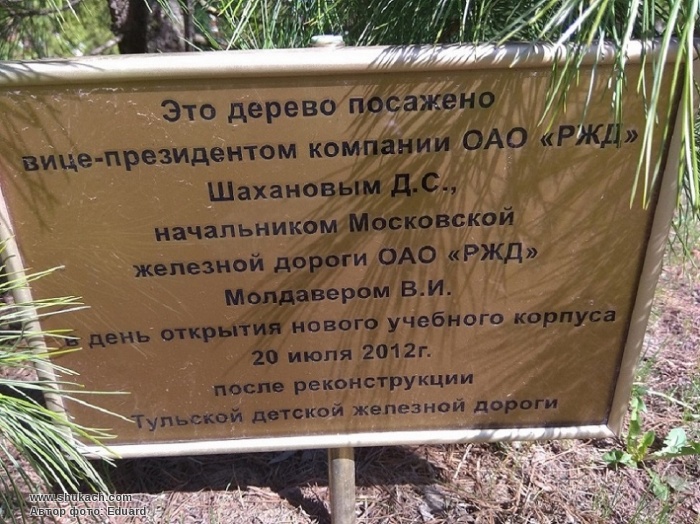 Это дерево посажено
вице-президентом компании ОАО «РЖД»
Шахановым Д.С.,
начальником Московской
железной дороги ОАО «РЖД»
Молдавером В.И.
в день открытия нового учебного корпуса
20 июля 2012г.
после реконструкции
Тульской детской железной дороги
www.shukach.com
Автор фото: Eduard